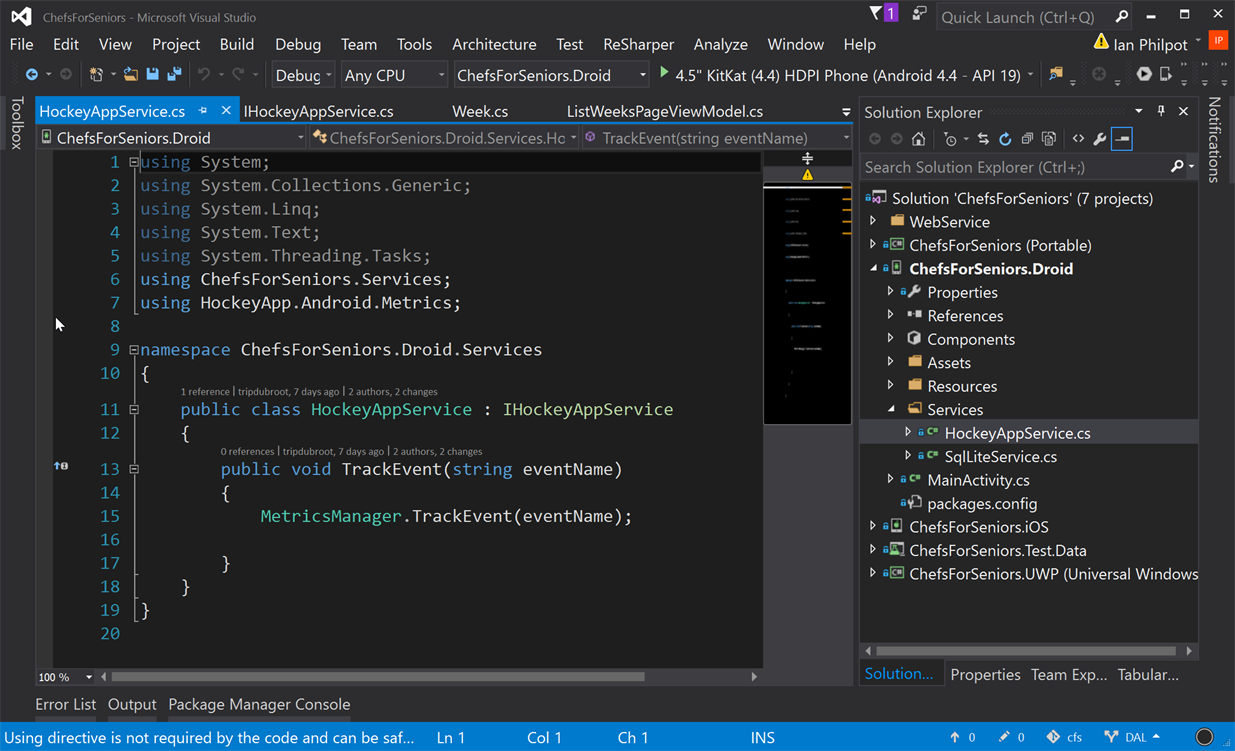 ChefsForSeniors - Microsoft Visual Studio
1
Quick Launch (Ctrl+Q)
File Edit View Project Build Debug Team Tools Architecture Test ReSharper Analyze Window Help
Ian Philpot IP
Debug Any CPU ChefsForSeniors.Droid 4.5" KitKat (4.4) HDPI Phone (Android 4.4 - API 19)
Toolbox
HockeyAppService.cs IHockeyAppService.cs Week.cs ListWeeksPageViewModel.cs
ChefsForSeniors.Droid ChefsForSeniors.Droid.Services.Hc TrackEvent(string eventName)
1 using System;
2 using System.Collections.Generic;
3 using System.Linq;
4 using System.Text;
5 using System.Threading.Tasks;
6 using ChefsForSeniors.Services;
7 using HockeyApp.Android.Metrics;
8
9 namespace ChefsForSeniors.Droid.Services
10 {
1 reference | tripdubroot, 7 days ago | 2 authors, 2 changes
11 public class HockeyAppService : IHockeyAppService
12 {
0 references | tripdubroot, 7 days ago | 2 authors, 2 changes
13 public void TrackEvent(string eventName)
14 {
15 MetricsManager.TrackEvent(eventName);
16
17 }
18 }
19 }
20
100 %
Solution Explorer
Search Solution Explorer (Ctrl+;)
Solution 'ChefsForSeniors' (7 projects)
WebService
ChefsForSeniors (Portable)
ChefsForSeniors.Droid
Properties
References
Components
Assets
Resources
Services
HockeyAppService.cs
SqlLiteService.cs
MainActivity.cs
packages.config
ChefsForSeniors.iOS
ChefsForSeniors.Test.Data
ChefsForSeniors.UWP (Universal Windows
Solution... Properties Team Exp... Tabular...
Notifications
Error List Output Package Manager Console
Using directive is not required by the code and can be saf... Ln 1 Col 1 Ch 1 INS 0 0 cfs DAL